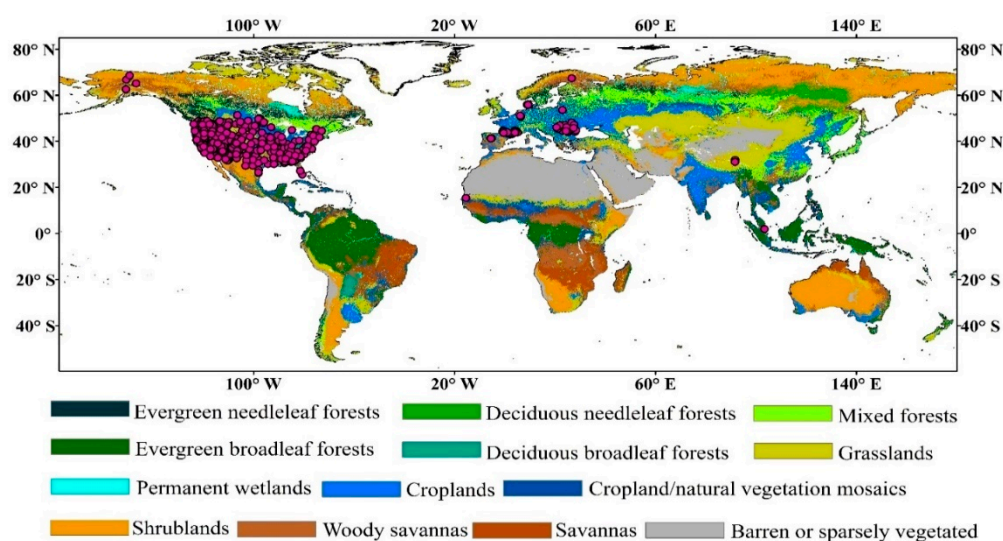 100° W 20° W 60° E 140° E
80° N 80° N
60° N 60° N
40° N 40° N
20° N 20° N
0° 0°
20° S 20° S
40° S 40° S
100° W 20° W 60° E 140° E
Evergreen needleleaf forests Deciduous needleleaf forests Mixed forests
Evergreen broadleaf forests Deciduous broadleaf forests Grasslands
Permanent wetlands Croplands Cropland/natural vegetation mosaics
Shrublands Woody savannas Savannas Barren or sparsely vegetated